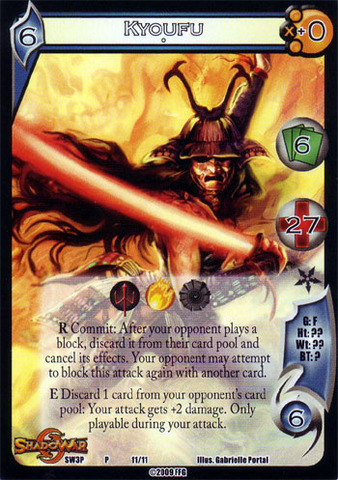 Kyoufu
6
X+0
6
27
G: F
Ht: ??
Wt: ??
BT: ?
R Commit: After your opponent plays a
block, discard it from their card pool and
cancel its effects. Your opponent may attempt
to block this attack again with another card.
E Discard 1 card from your opponent's card
pool: Your attack gets +2 damage. Only
playable during your attack.
6
ShadoWar
SW3P P 11/11 Illus. Gabrielle Portal
©2009 FFG